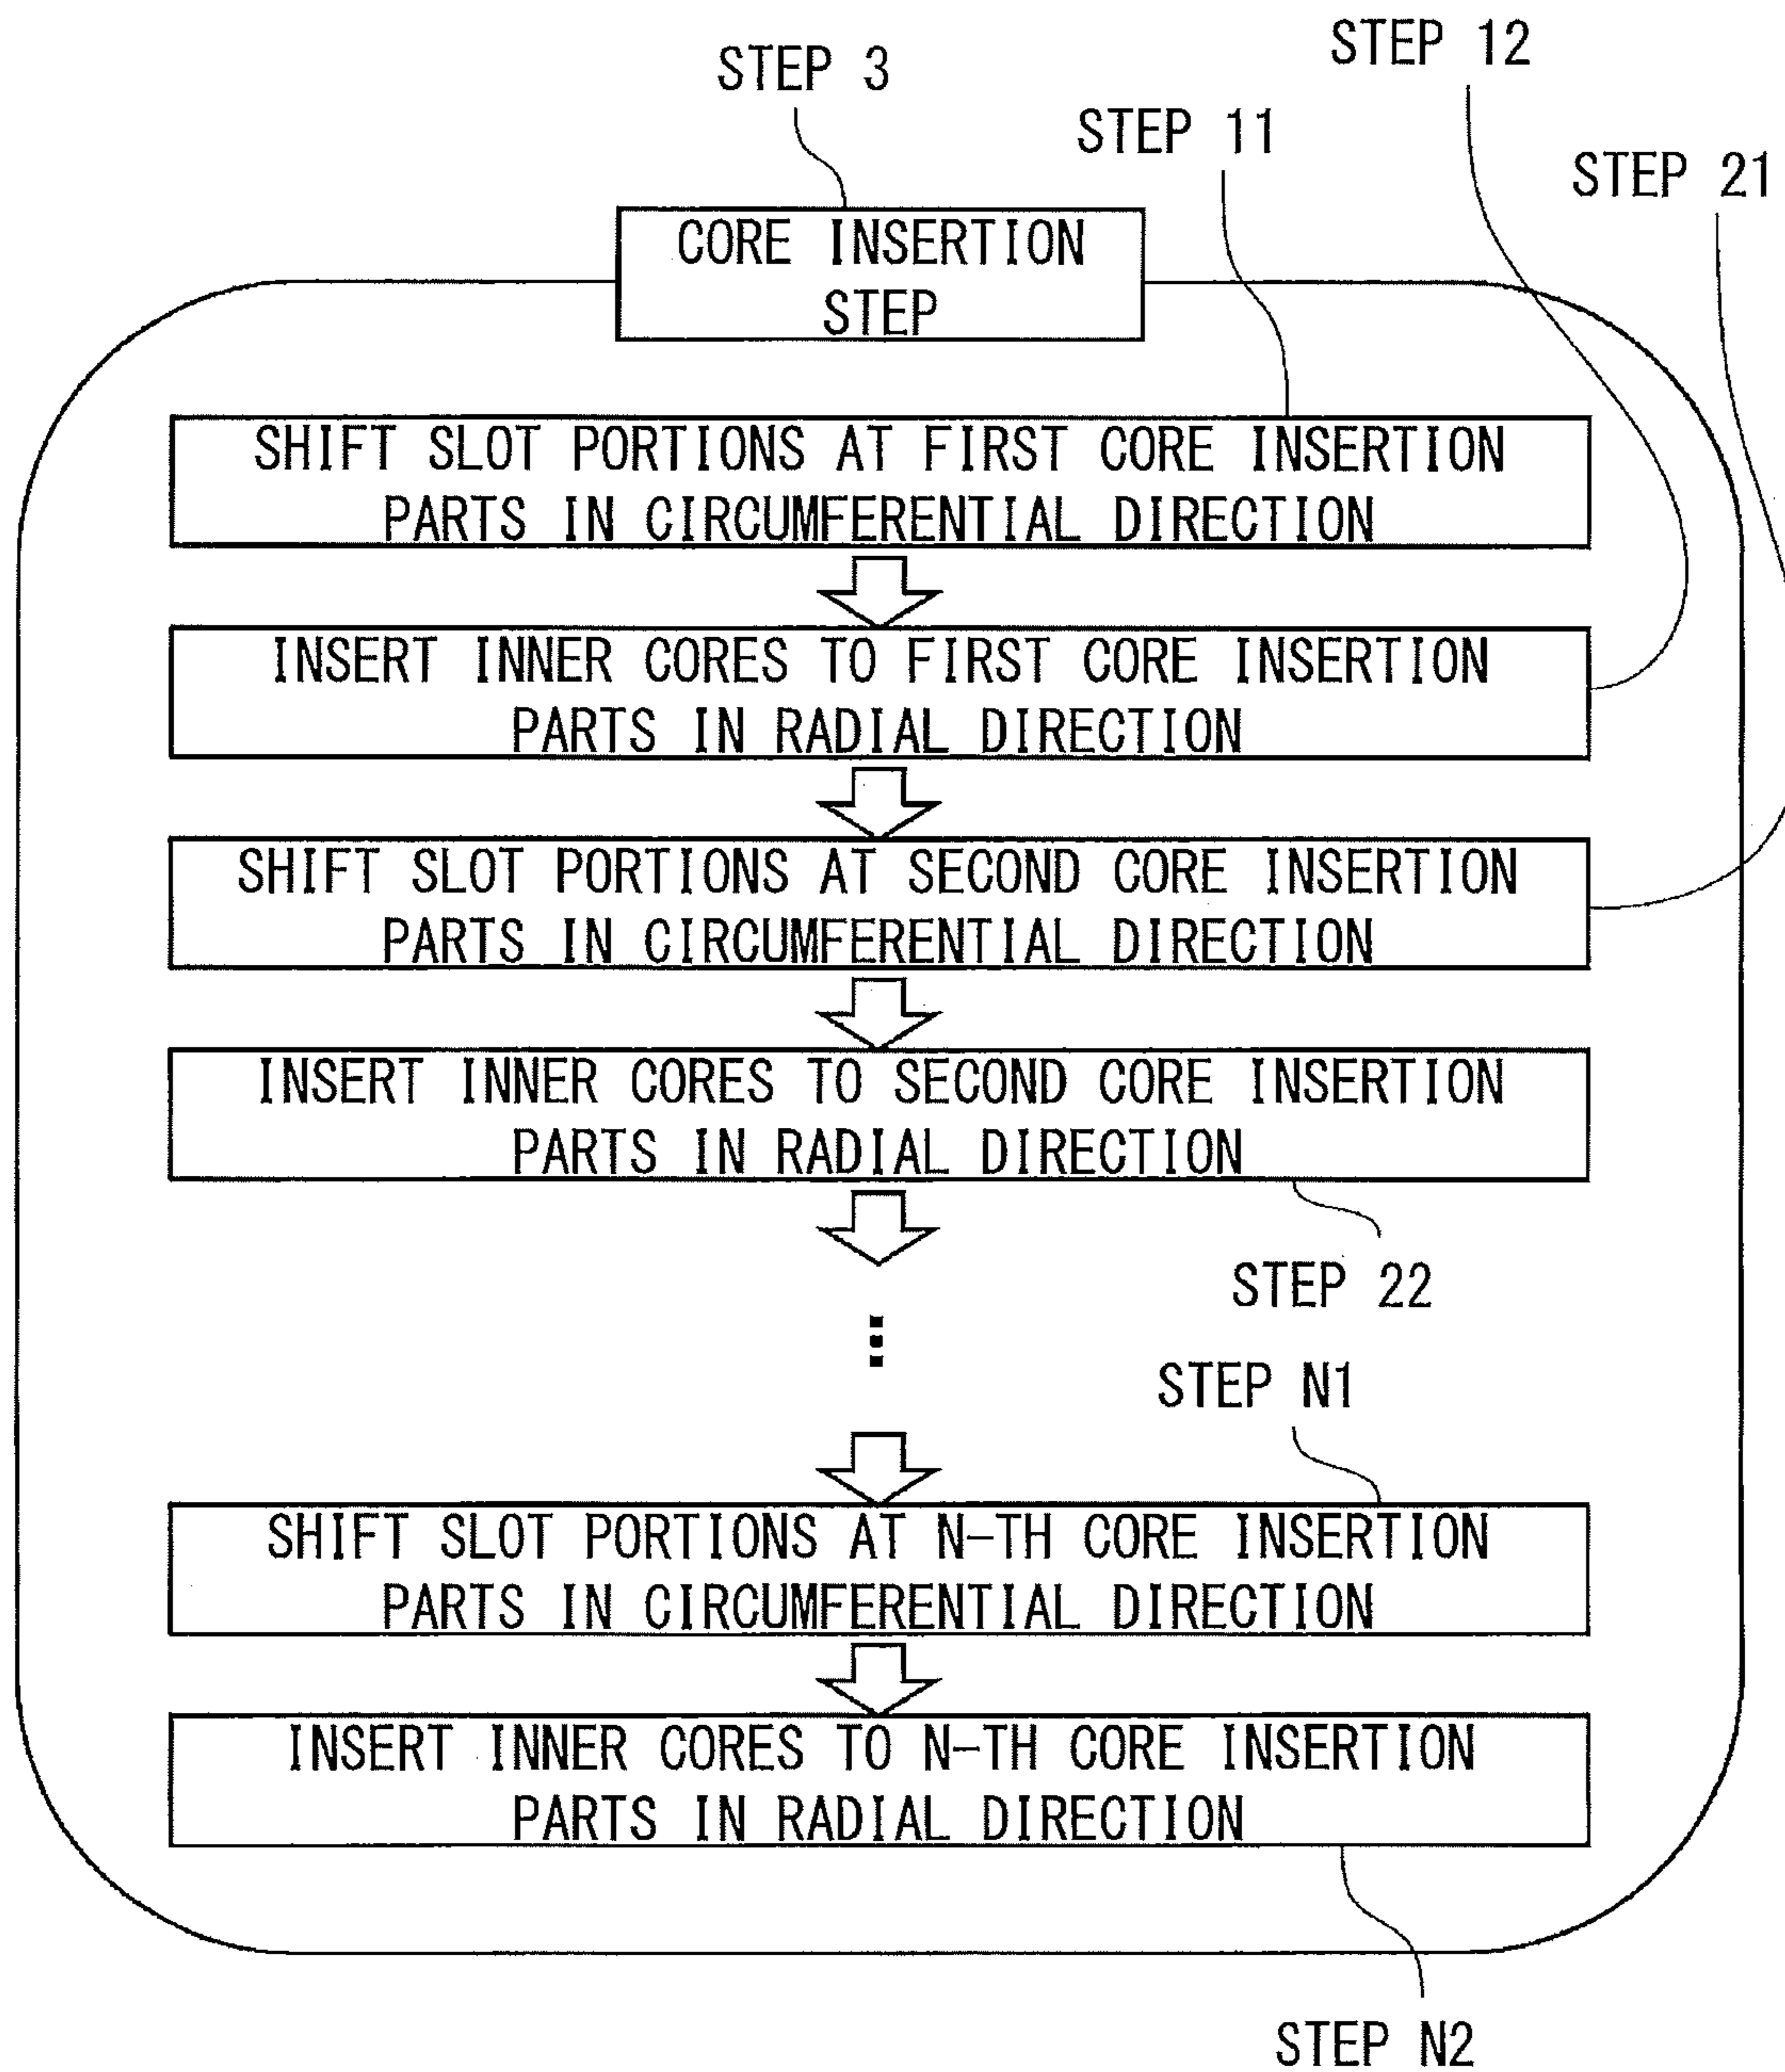 STEP 12
STEP 3
STEP 11
STEP 21
CORE INSERTION
STEP
SHIFT SLOT PORTIONS AT FIRST CORE INSERTION
PARTS IN CIRCUMFERENTIAL DIRECTION
INSERT INNER CORES TO FIRST CORE INSERTION
PARTS IN RADIAL DIRECTION
SHIFT SLOT PORTIONS AT SECOND CORE INSERTION
PARTS IN CIRCUMFERENTIAL DIRECTION
INSERT INNER CORES TO SECOND CORE INSERTION
PARTS IN RADIAL DIRECTION
STEP 22
⋮
STEP N1
SHIFT SLOT PORTIONS AT N-TH CORE INSERTION
PARTS IN CIRCUMFERENTIAL DIRECTION
INSERT INNER CORES TO N-TH CORE INSERTION
PARTS IN RADIAL DIRECTION
STEP N2